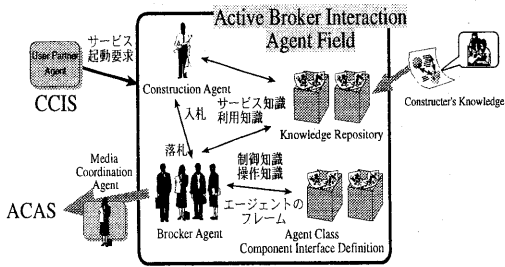 Active Broker Interaction
Agent Field
サービス
起動要求
User Partner
Agent
CCIS
Construction Agent
入札
サービス知識
利用知識
Knowledge Repository
Constructer's Knowledge
落札
制御知識
操作知識
Media
Coordination
Agent
ACAS
Brocker Agent
エージェントの
フレーム
Agent Class
Component Interface Definition